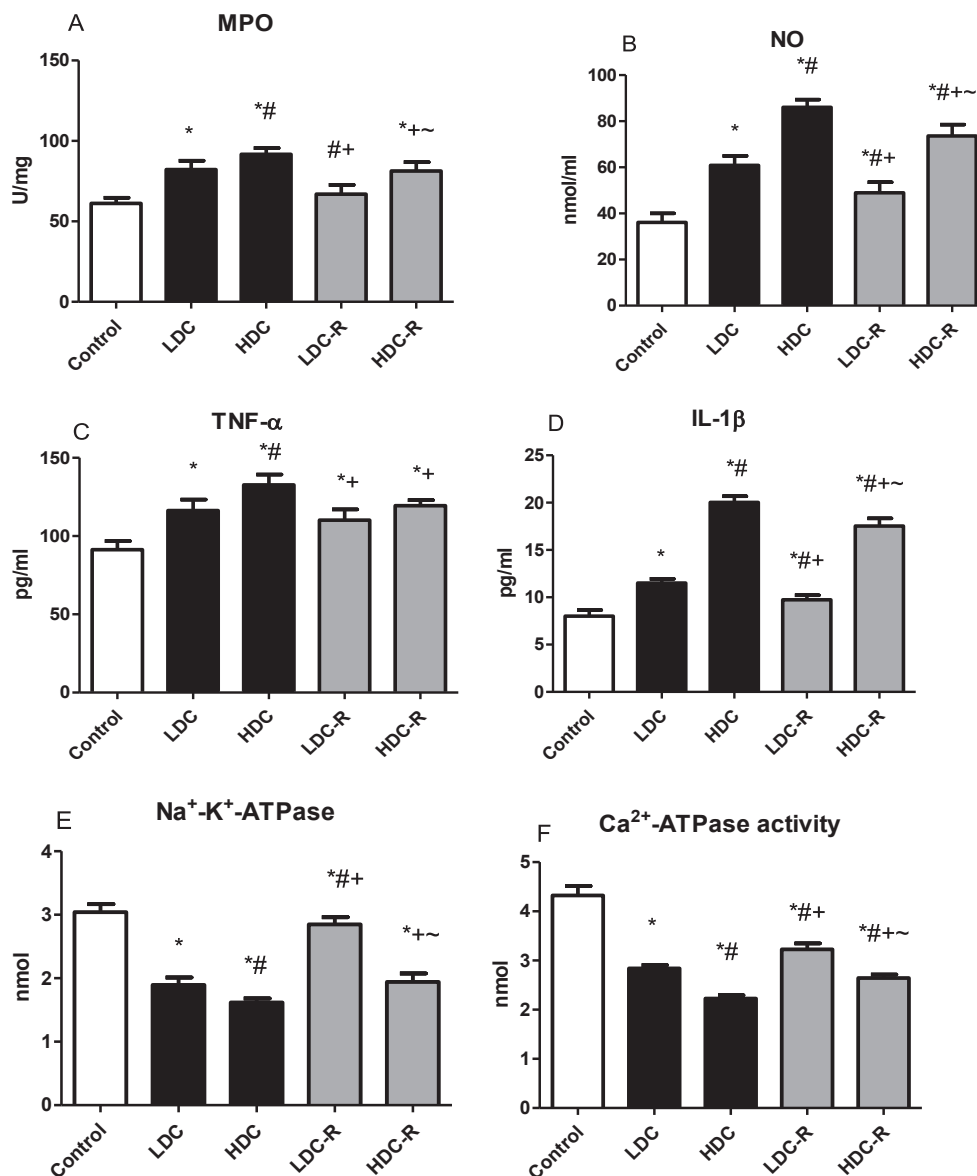 A
MPO
150
100
50
0
U/mg
*
*#
#+
*+~
Control
LDC
HDC
LDC-R
HDC-R
B
NO
100
80
60
40
20
0
nmol/ml
*
*#
*#+
*#+~
Control
LDC
HDC
LDC-R
HDC-R
C
TNF-α
150
100
50
0
pg/ml
*
*#
*+
*+
Control
LDC
HDC
LDC-R
HDC-R
D
IL-1β
25
20
15
10
5
0
pg/ml
*
*#
*#+
*#+~
Control
LDC
HDC
LDC-R
HDC-R
E
Na⁺-K⁺-ATPase
4
3
2
1
0
nmol
*
*#
*#+
*+~
Control
LDC
HDC
LDC-R
HDC-R
F
Ca²⁺-ATPase activity
5
4
3
2
1
0
nmol
*
*#
*#+
*#+~
Control
LDC
HDC
LDC-R
HDC-R